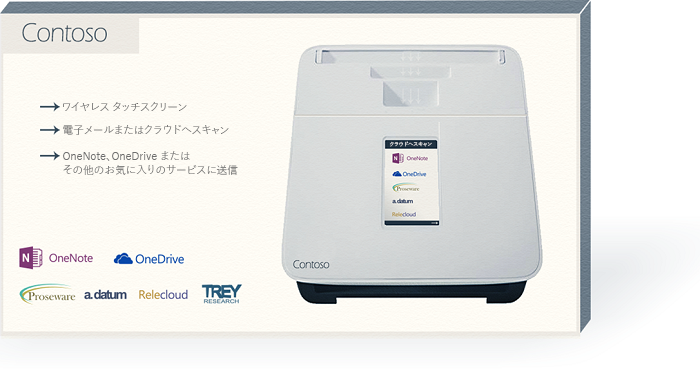 Contoso
ワイヤレス タッチスクリーン
電子メールまたはクラウドへスキャン
OneNote、OneDrive または
その他のお気に入りのサービスに送信
OneNote
OneDrive
Proseware
a.datum
Relecloud
TREY
RESEARCH
クラウドへスキャン
OneNote
OneDrive
Proseware
a.datum
Relecloud
Contoso